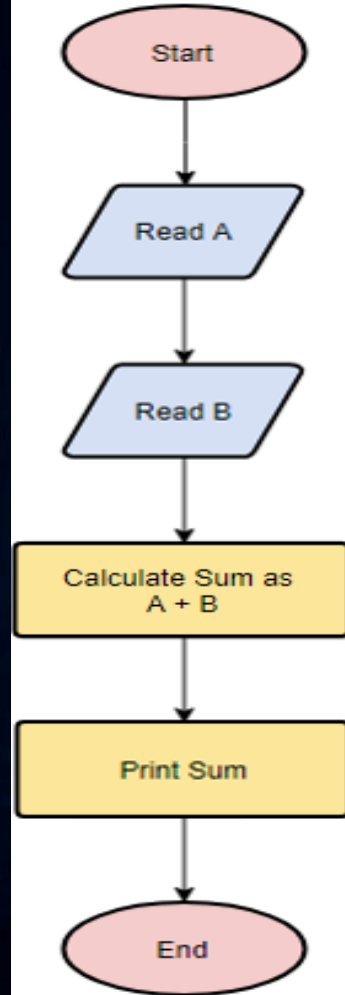 Start
Read A
Read B
Calculate Sum as
A + B
Print Sum
End